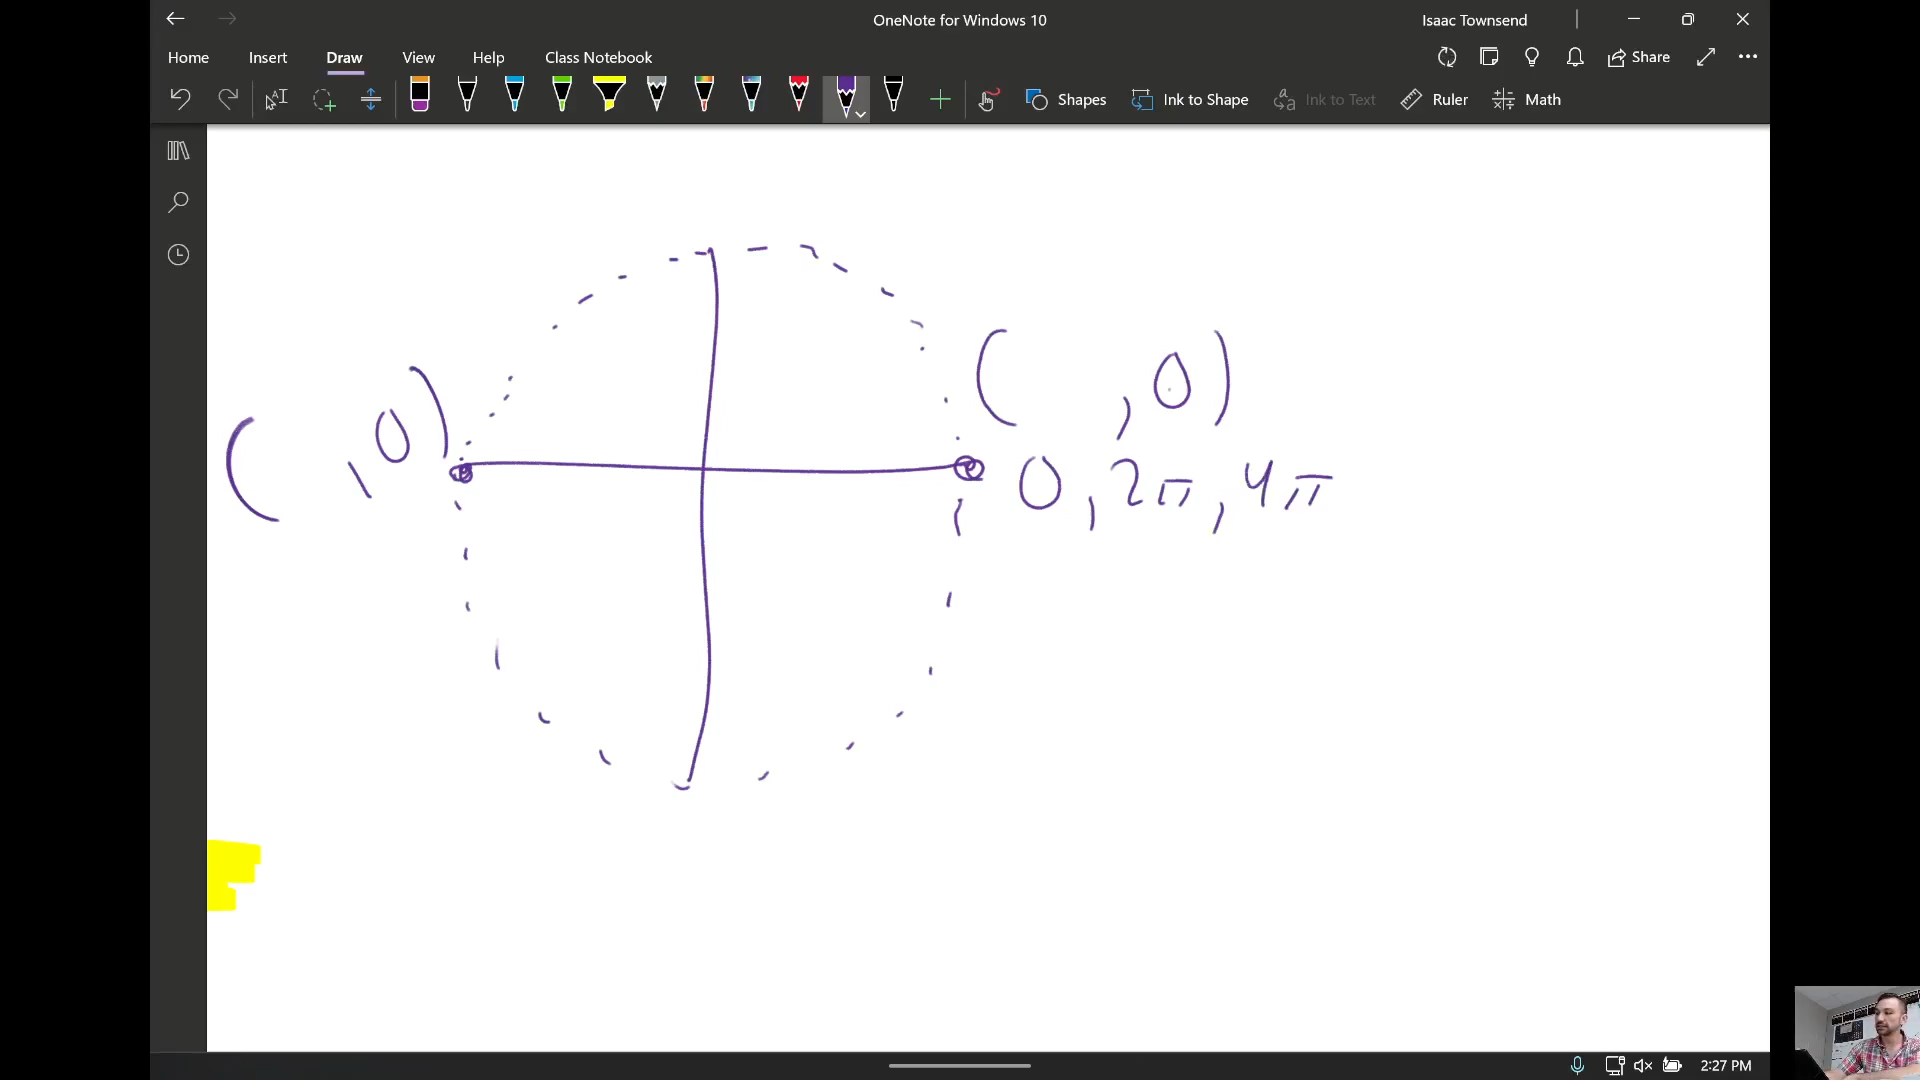 OneNote for Windows 10
Isaac Townsend
Home Insert Draw View Help Class Notebook
Share
Shapes Ink to Shape Ink to Text Ruler Math
( ,0)
( ,0)
0, 2π, 4π
2:27 PM